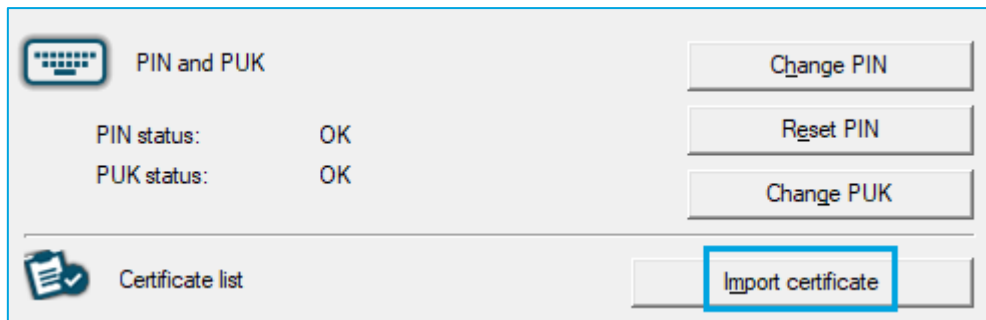 PIN and PUK
Change PIN
PIN status: OK
Reset PIN
PUK status: OK
Change PUK
Certificate list
Import certificate